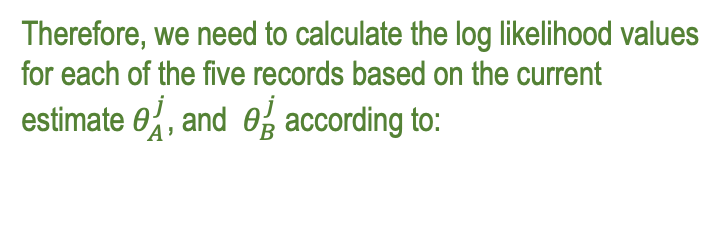 Therefore, we need to calculate the log likelihood values
for each of the five records based on the current
estimate θ_A^j, and θ_B^j according to: